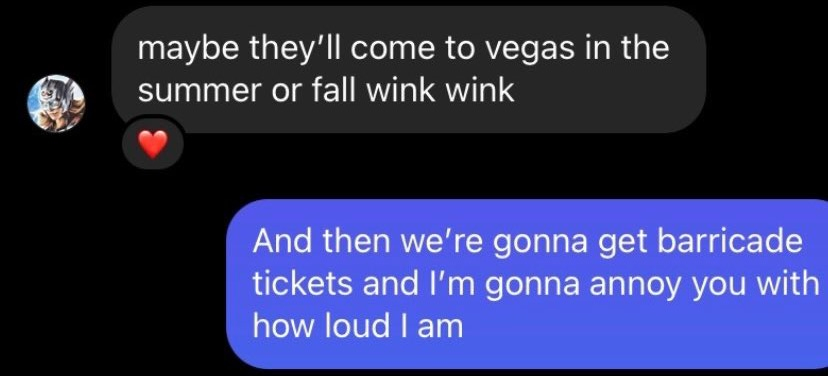 maybe they’ll come to vegas in the
summer or fall wink wink
And then we’re gonna get barricade
tickets and I’m gonna annoy you with
how loud I am